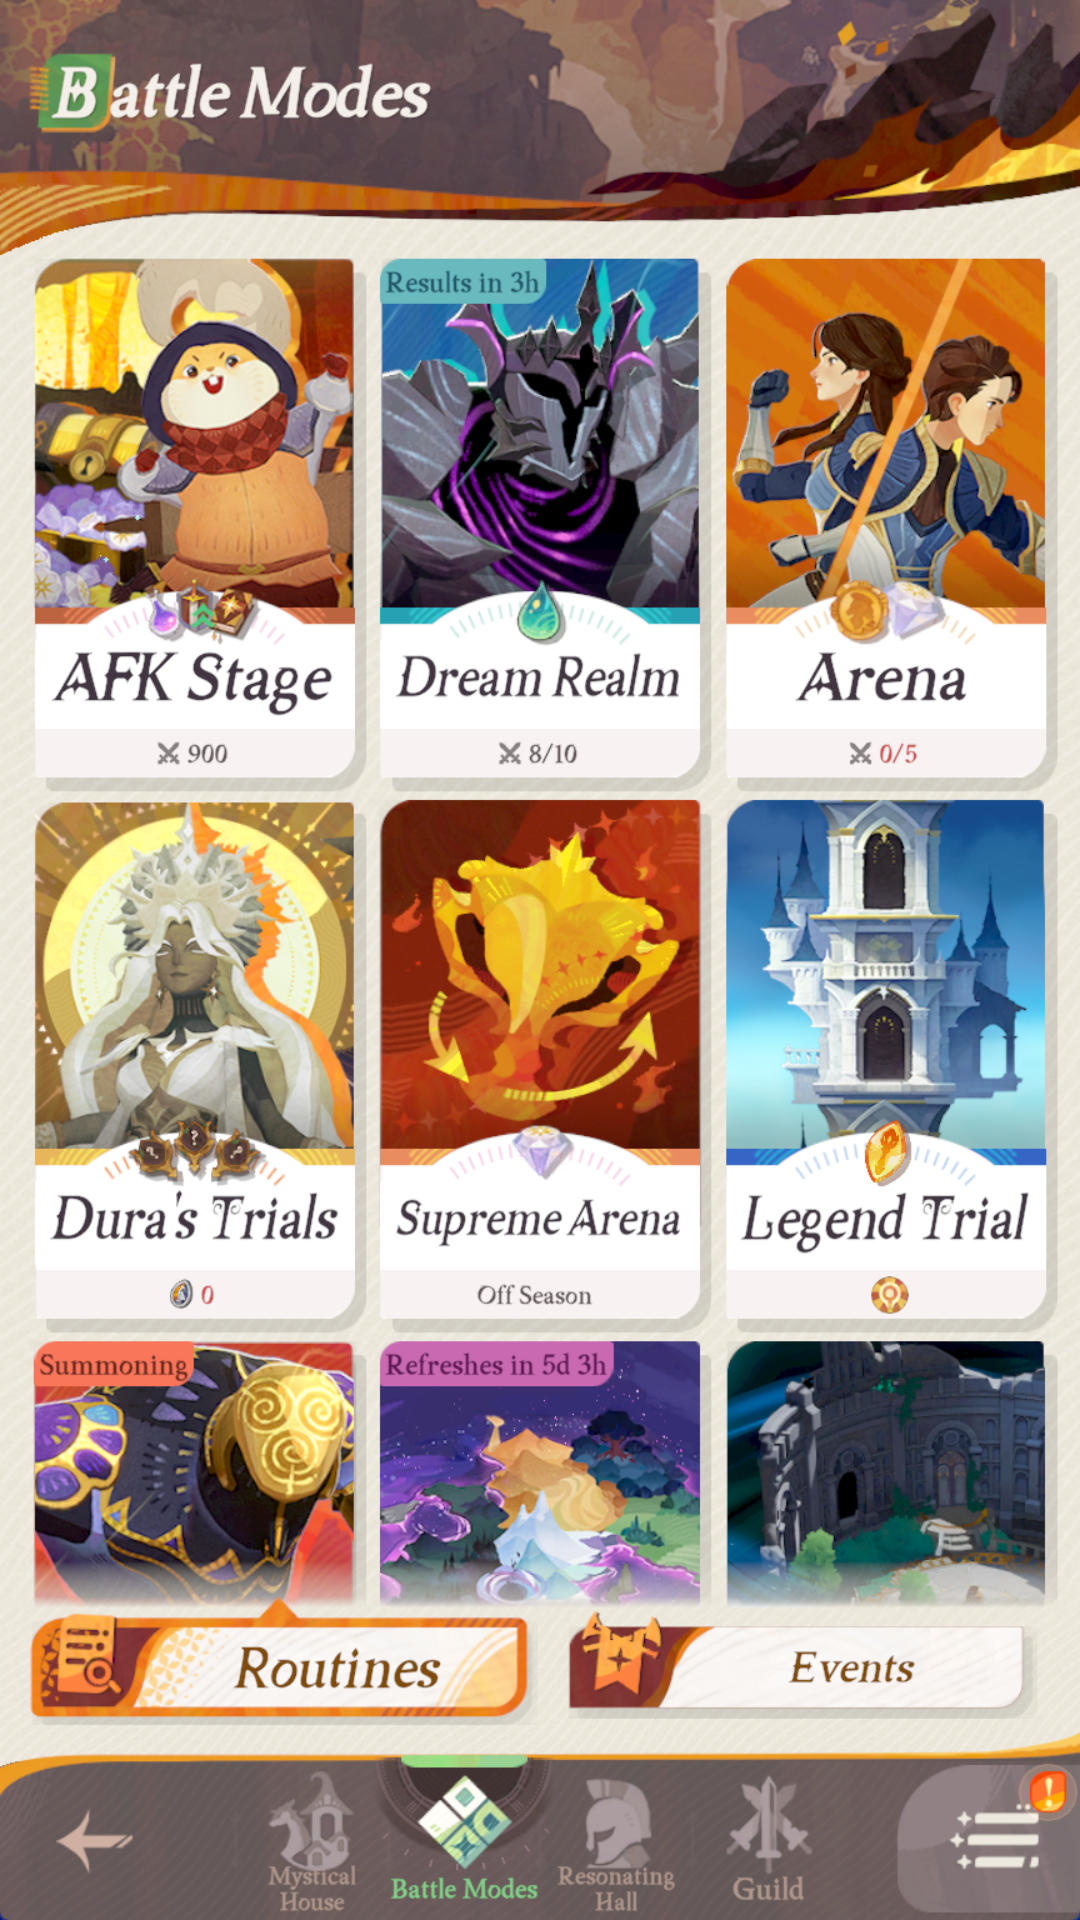 Battle Modes
Results in 3h
AFK Stage
Dream Realm
Arena
900
8/10
0/5
Dura's Trials
Supreme Arena
Legend Trial
0
Off Season
Summoning
Refreshes in 5d 3h
Routines
Events
Mystical
House
Battle Modes
Resonating
Hall
Guild